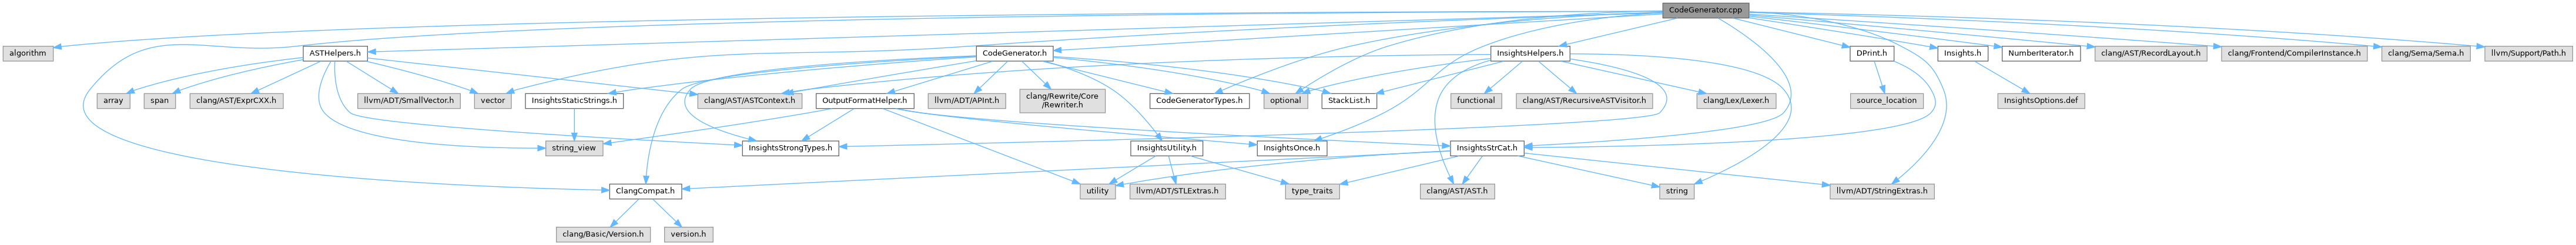 CodeGenerator.cpp
algorithm
ASTHelpers.h
CodeGenerator.h
InsightsHelpers.h
DPrint.h
Insights.h
NumberIterator.h
clang/AST/RecordLayout.h
clang/Frontend/CompilerInstance.h
clang/Sema/Sema.h
llvm/Support/Path.h
array
span
clang/AST/ExprCXX.h
llvm/ADT/SmallVector.h
vector
InsightsStaticStrings.h
clang/AST/ASTContext.h
OutputFormatHelper.h
llvm/ADT/APInt.h
clang/Rewrite/Core
/Rewriter.h
CodeGeneratorTypes.h
optional
StackList.h
functional
clang/AST/RecursiveASTVisitor.h
clang/Lex/Lexer.h
source_location
InsightsOptions.def
string_view
InsightsStrongTypes.h
InsightsUtility.h
InsightsOnce.h
InsightsStrCat.h
ClangCompat.h
utility
llvm/ADT/STLExtras.h
type_traits
clang/AST/AST.h
string
llvm/ADT/StringExtras.h
clang/Basic/Version.h
version.h